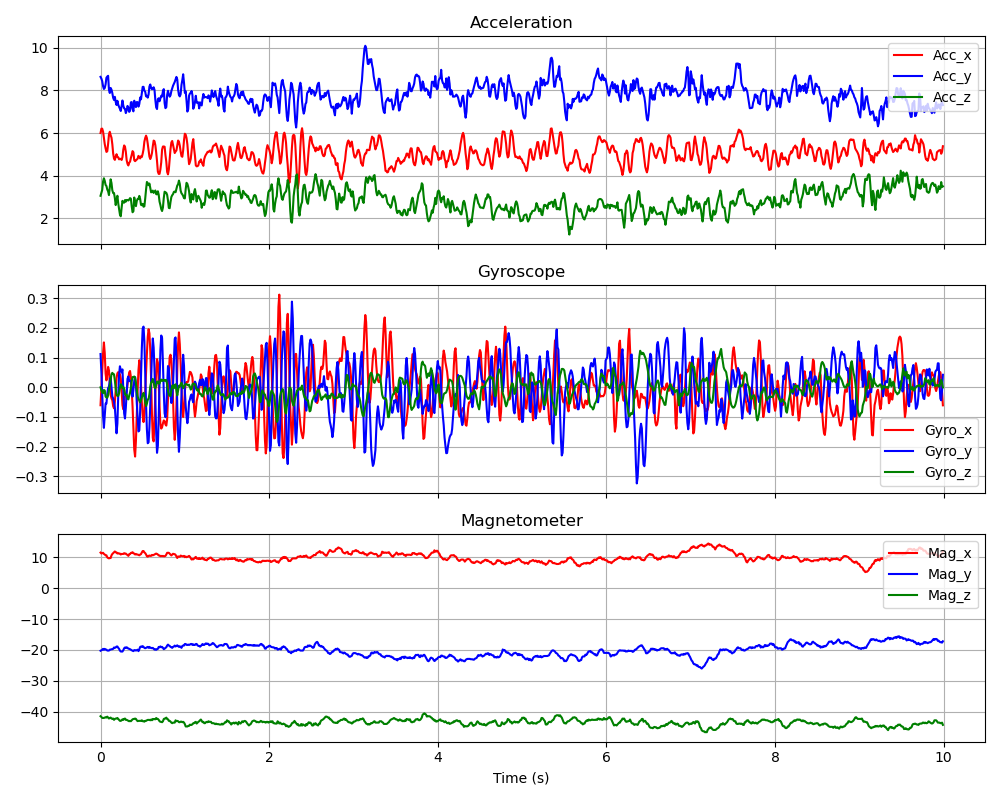 Acceleration
10
8
6
4
2
Acc_x
Acc_y
Acc_z
Gyroscope
0.3
0.2
0.1
0.0
−0.1
−0.2
−0.3
Gyro_x
Gyro_y
Gyro_z
Magnetometer
10
0
−10
−20
−30
−40
Mag_x
Mag_y
Mag_z
0 2 4 6 8 10
Time (s)